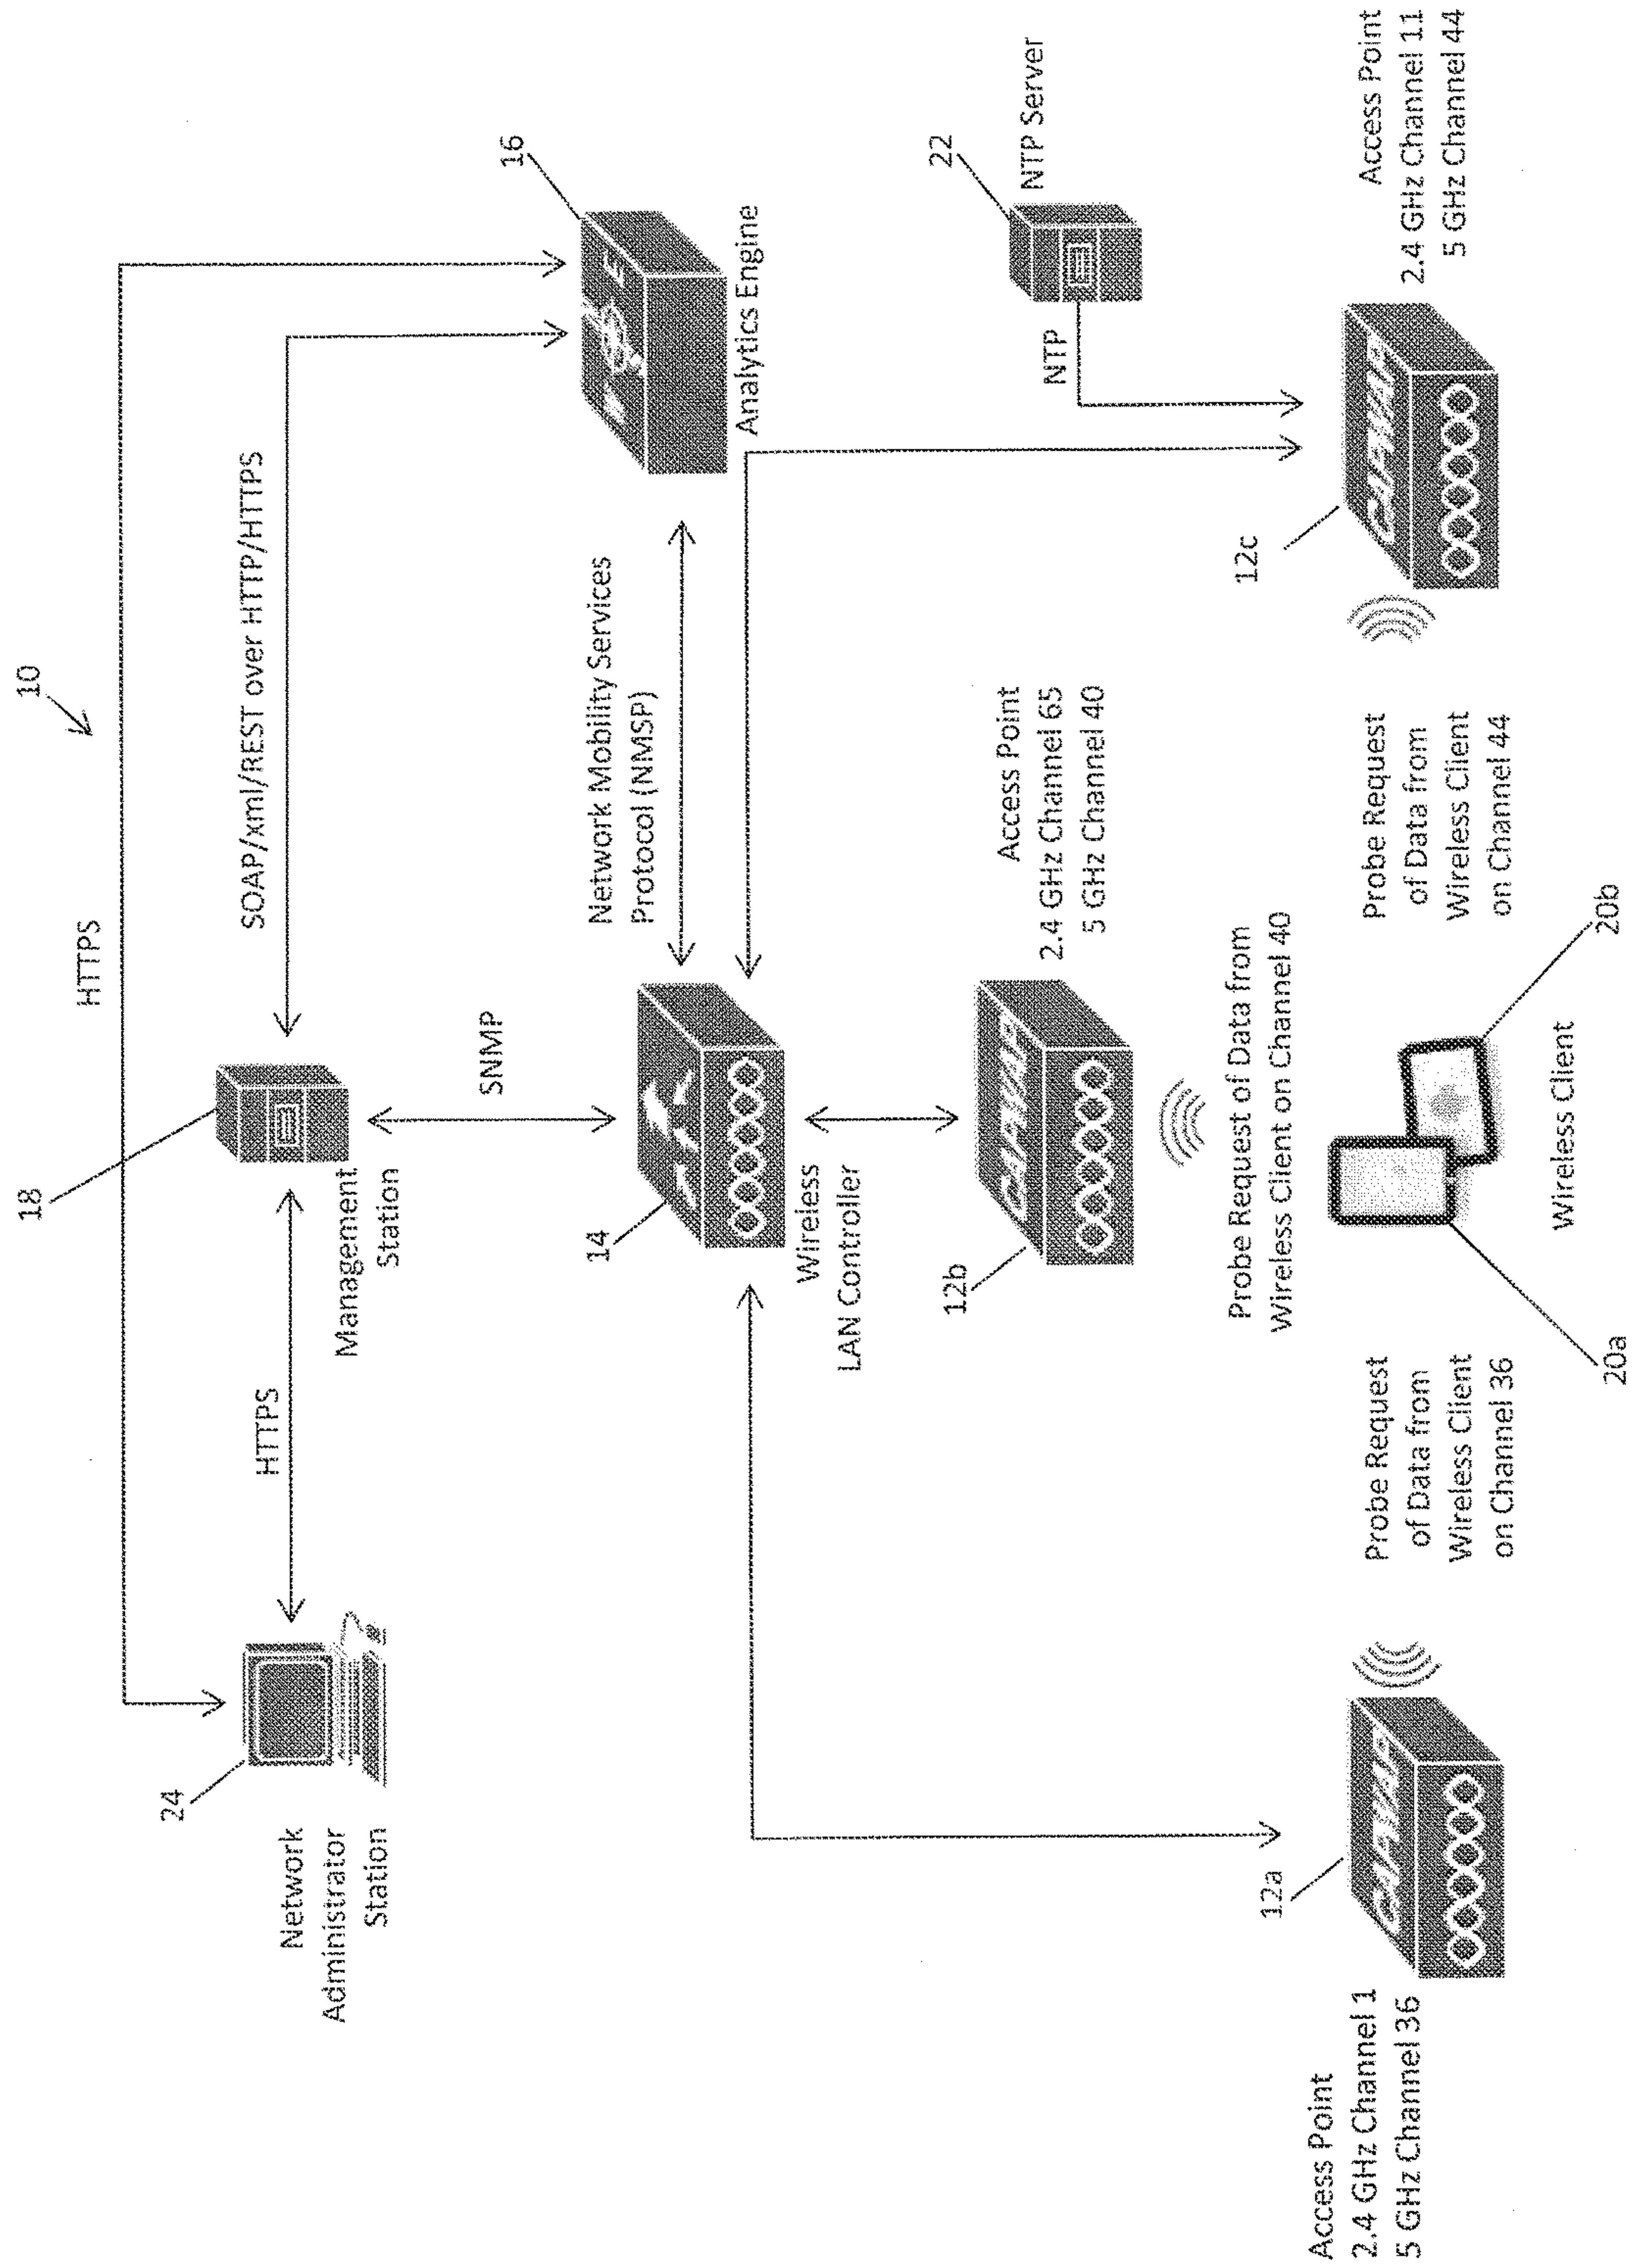 10
HTTPS
24
Network
Administrator
Station
HTTPS
18
Management
Station
SOAP/xml/REST over HTTP/HTTPS
16
Analytics Engine
SNMP
Network Mobility Services
Protocol (NMSP)
14
Wireless
LAN Controller
22
NTP Server
NTP
12a
CAPWAP
Access Point
2.4 GHz Channel 1
5 GHz Channel 36
12b
CAPWAP
Access Point
2.4 GHz Channel 65
5 GHz Channel 40
12c
CAPWAP
Access Point
2.4 GHz Channel 11
5 GHz Channel 44
Probe Request
of Data from
Wireless Client
on Channel 36
Probe Request of Data from
Wireless Client on Channel 40
Probe Request
of Data from
Wireless Client
on Channel 44
20a
20b
Wireless Client